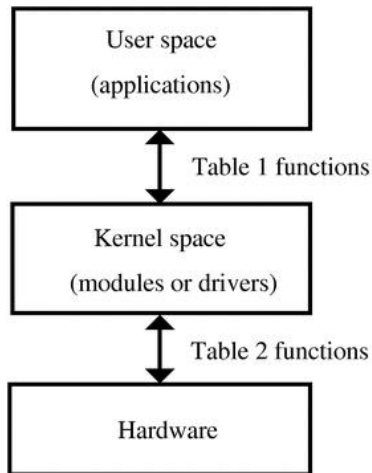 User space
(applications)
Table 1 functions
Kernel space
(modules or drivers)
Table 2 functions
Hardware